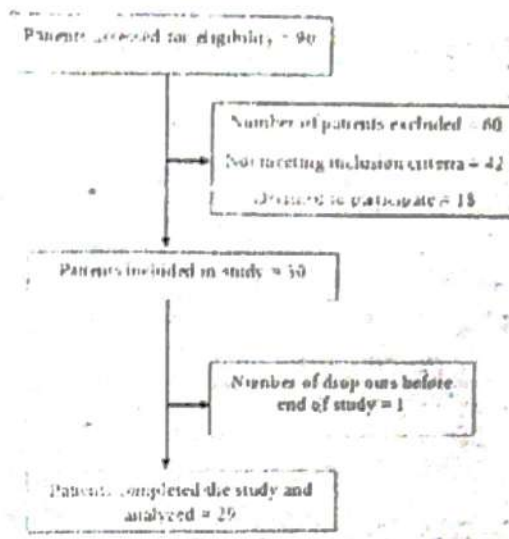 Patients assessed for eligibility = 90
Number of patients excluded = 60
Not meeting inclusion criteria = 42
Declined to participate = 18
Patients included in study = 30
Number of drop outs before
end of study = 1
Patients completed the study and
analyzed = 29